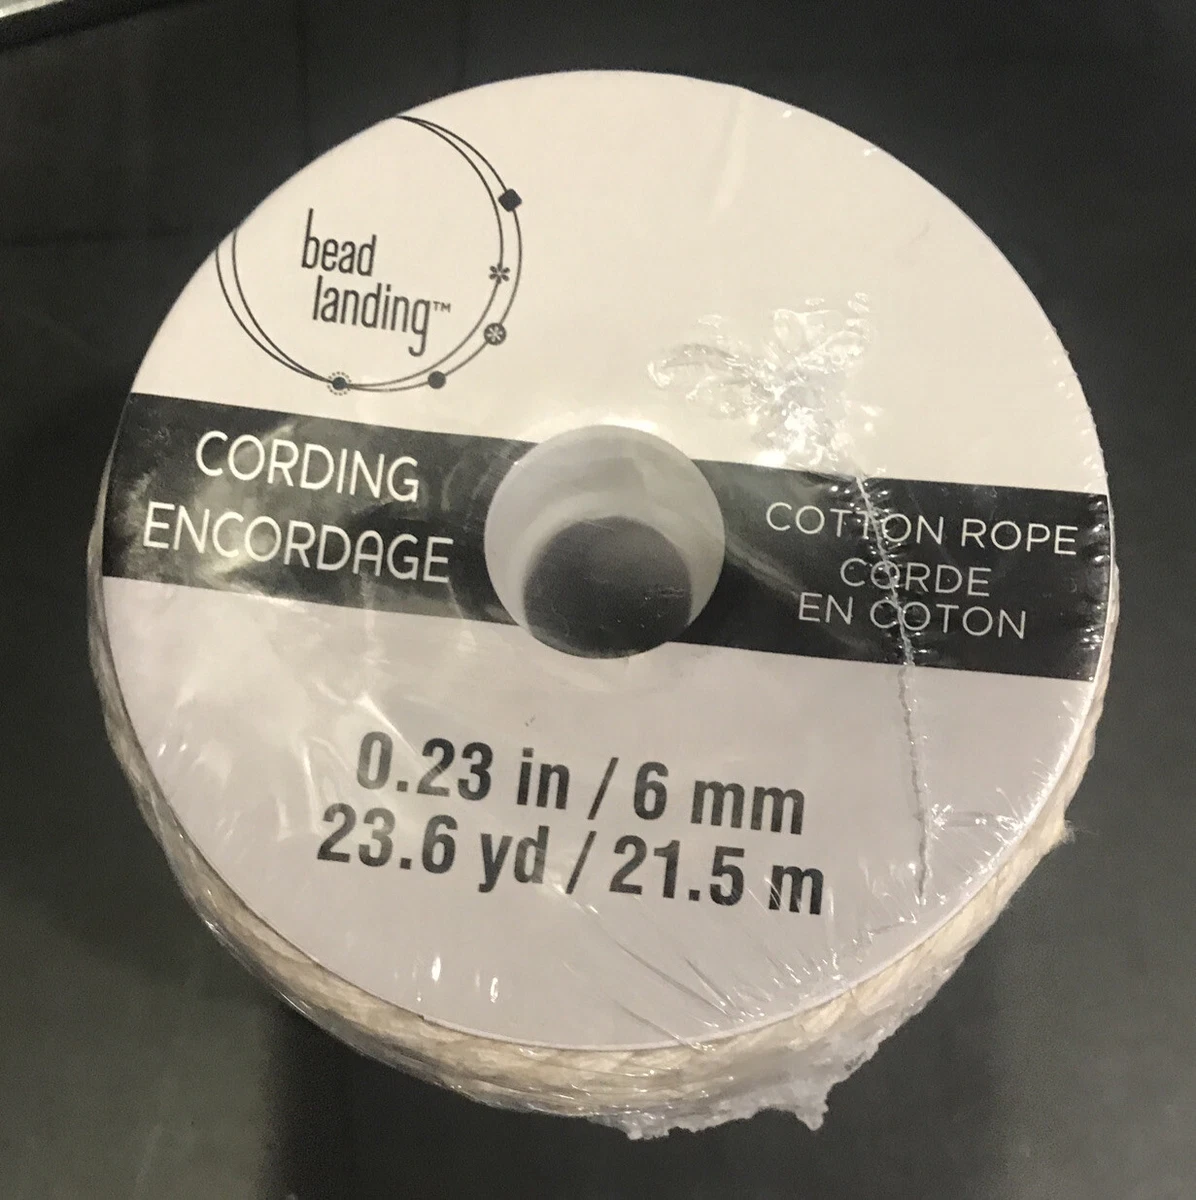 bead
landing™
CORDING
ENCORDAGE
COTTON ROPE
CORDE
EN COTON
0.23 in / 6 mm
23.6 yd / 21.5 m